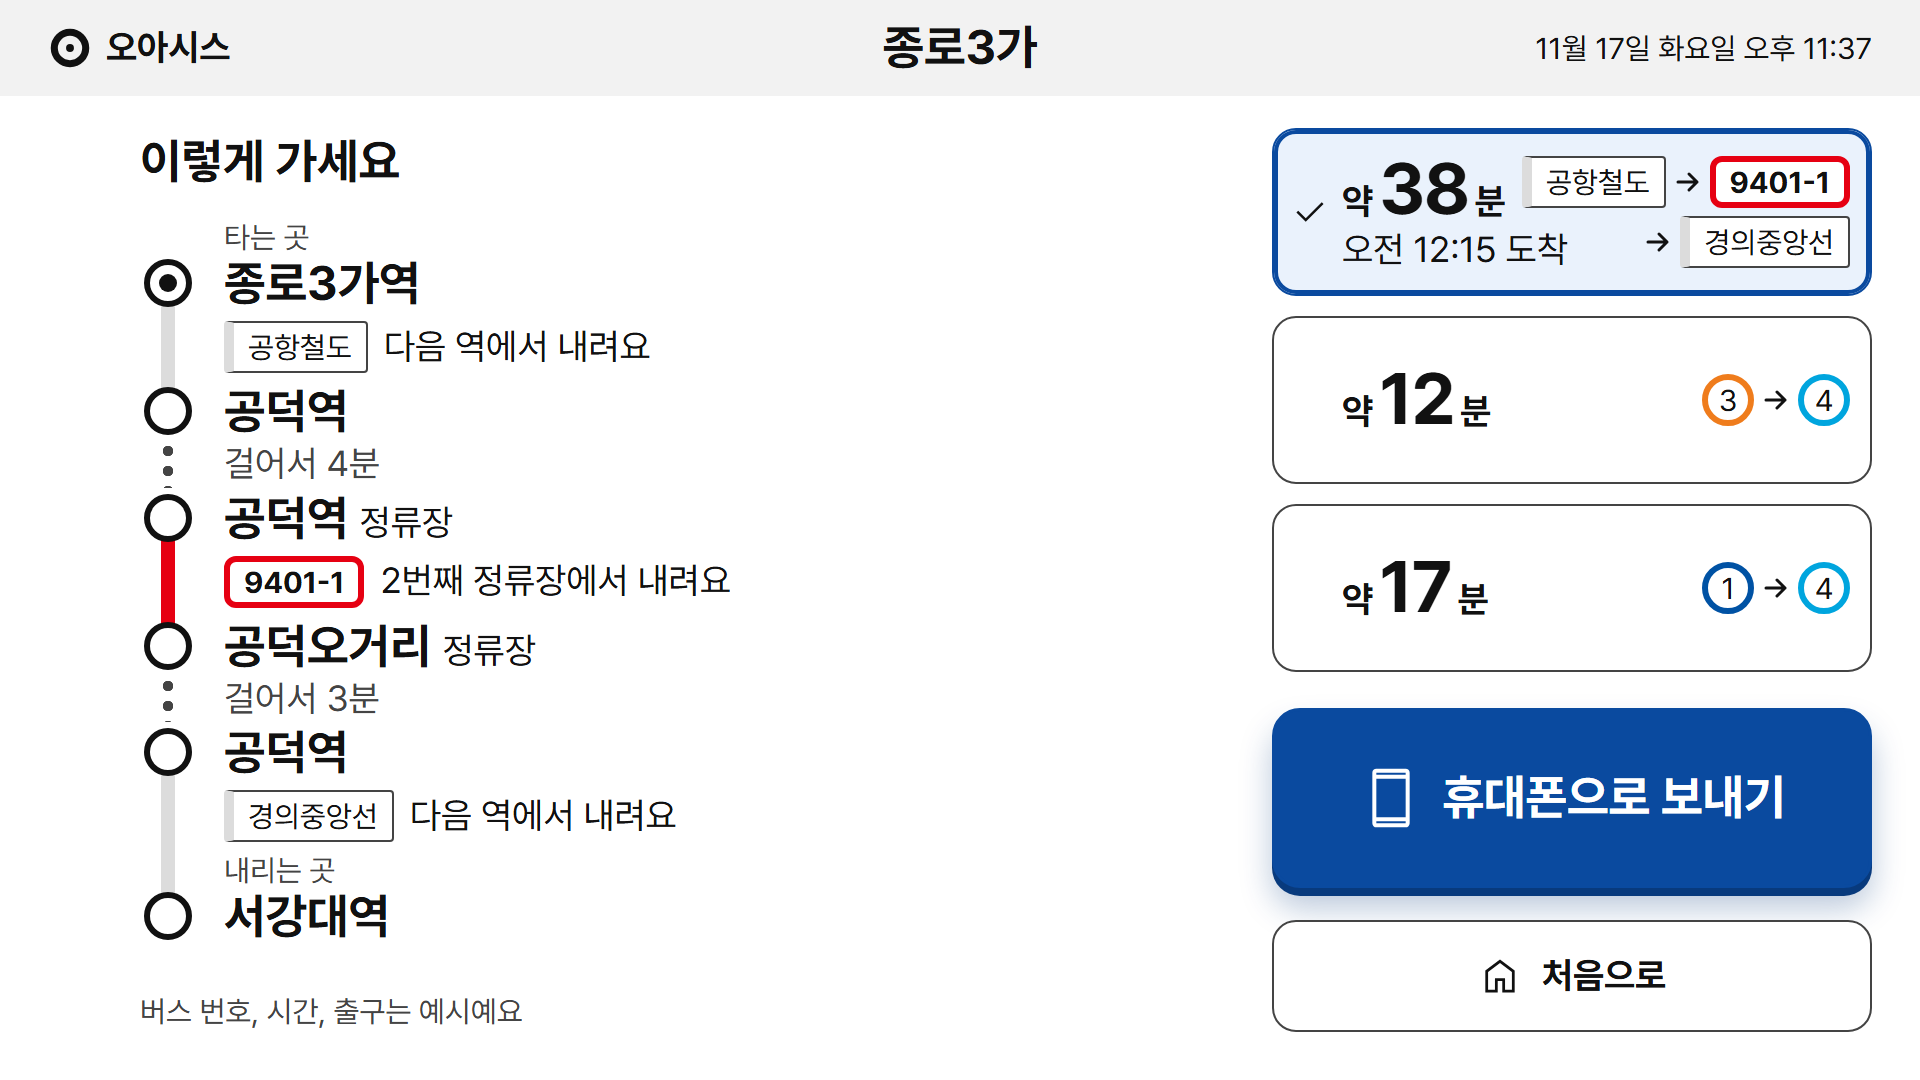 오아시스
종로3가
11월 17일 화요일 오후 11:37
이렇게 가세요
타는 곳
종로3가역
공항철도 다음 역에서 내려요
공덕역
걸어서 4분
공덕역 정류장
9401-1 2번째 정류장에서 내려요
공덕오거리 정류장
걸어서 3분
공덕역
경의중앙선 다음 역에서 내려요
내리는 곳
서강대역
버스 번호, 시간, 출구는 예시예요
약 38 분 공항철도 → 9401-1
오전 12:15 도착 → 경의중앙선
약 12 분 3 → 4
약 17 분 1 → 4
휴대폰으로 보내기
처음으로